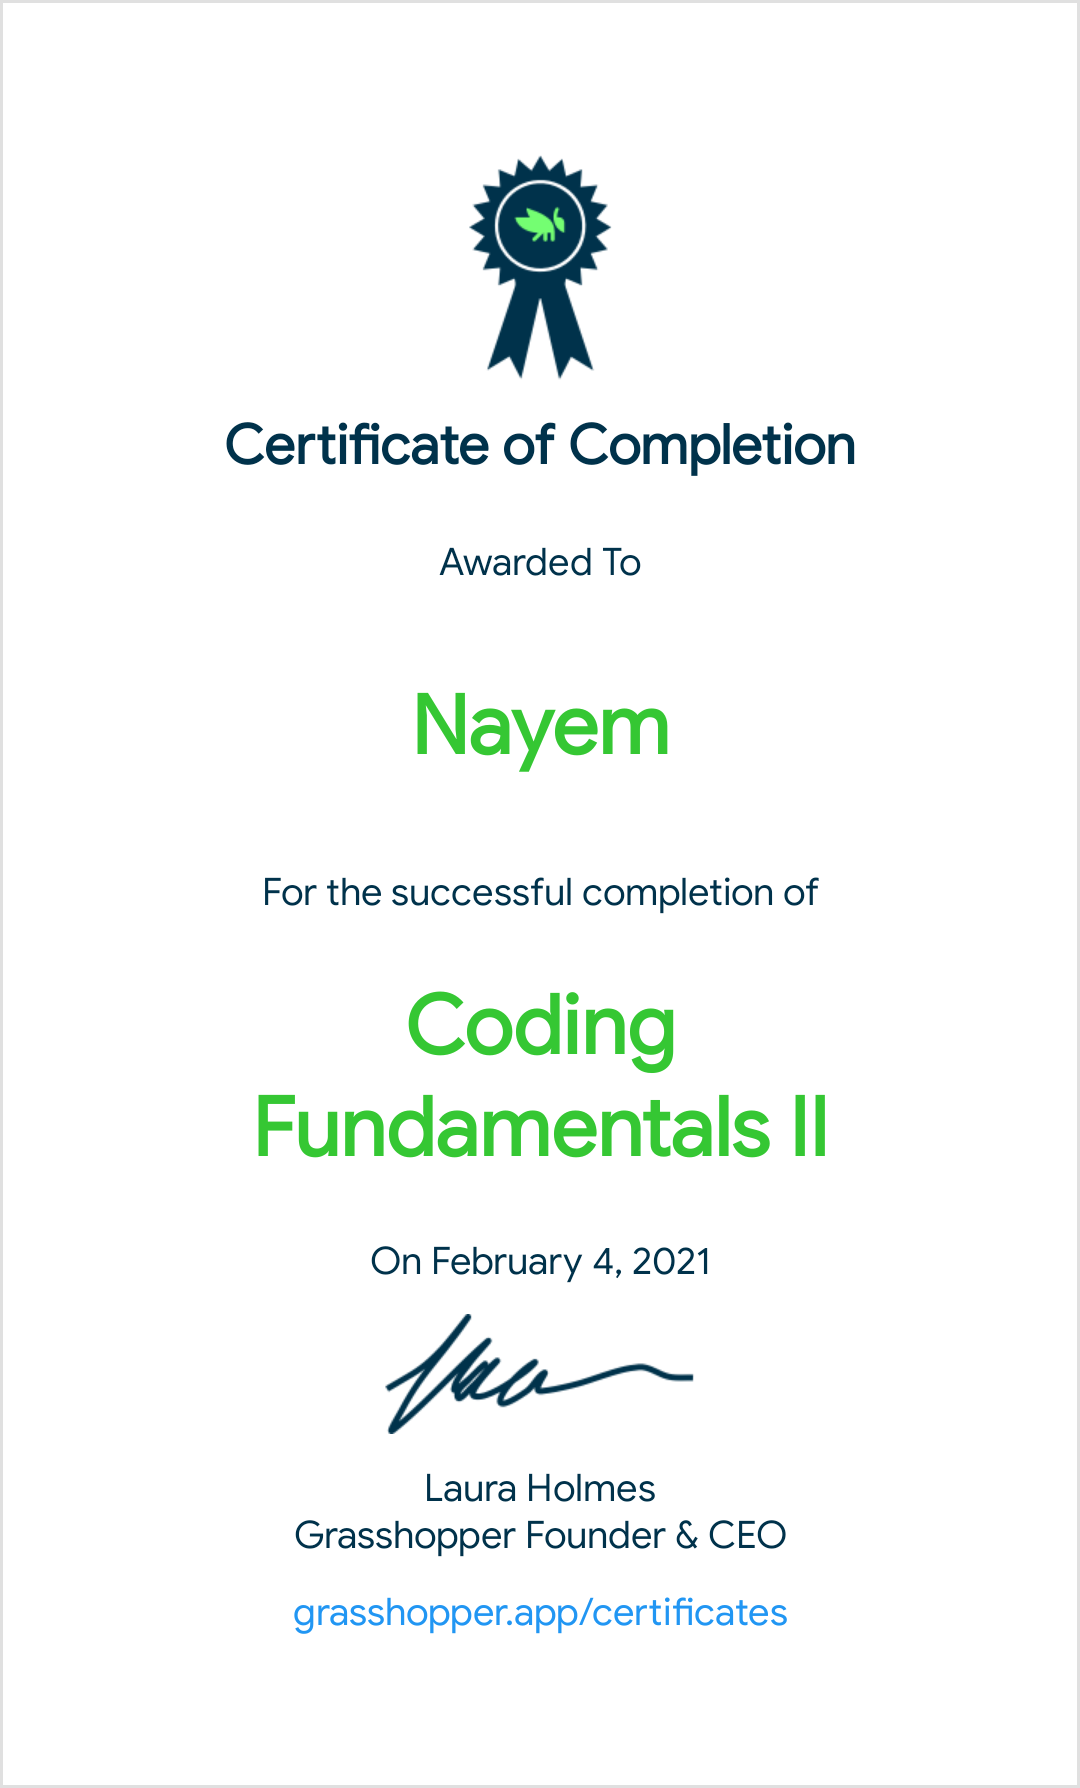 Certificate of Completion
Awarded To
Nayem
For the successful completion of
Coding
Fundamentals II
On February 4, 2021
Laura Holmes
Grasshopper Founder & CEO
grasshopper.app/certificates